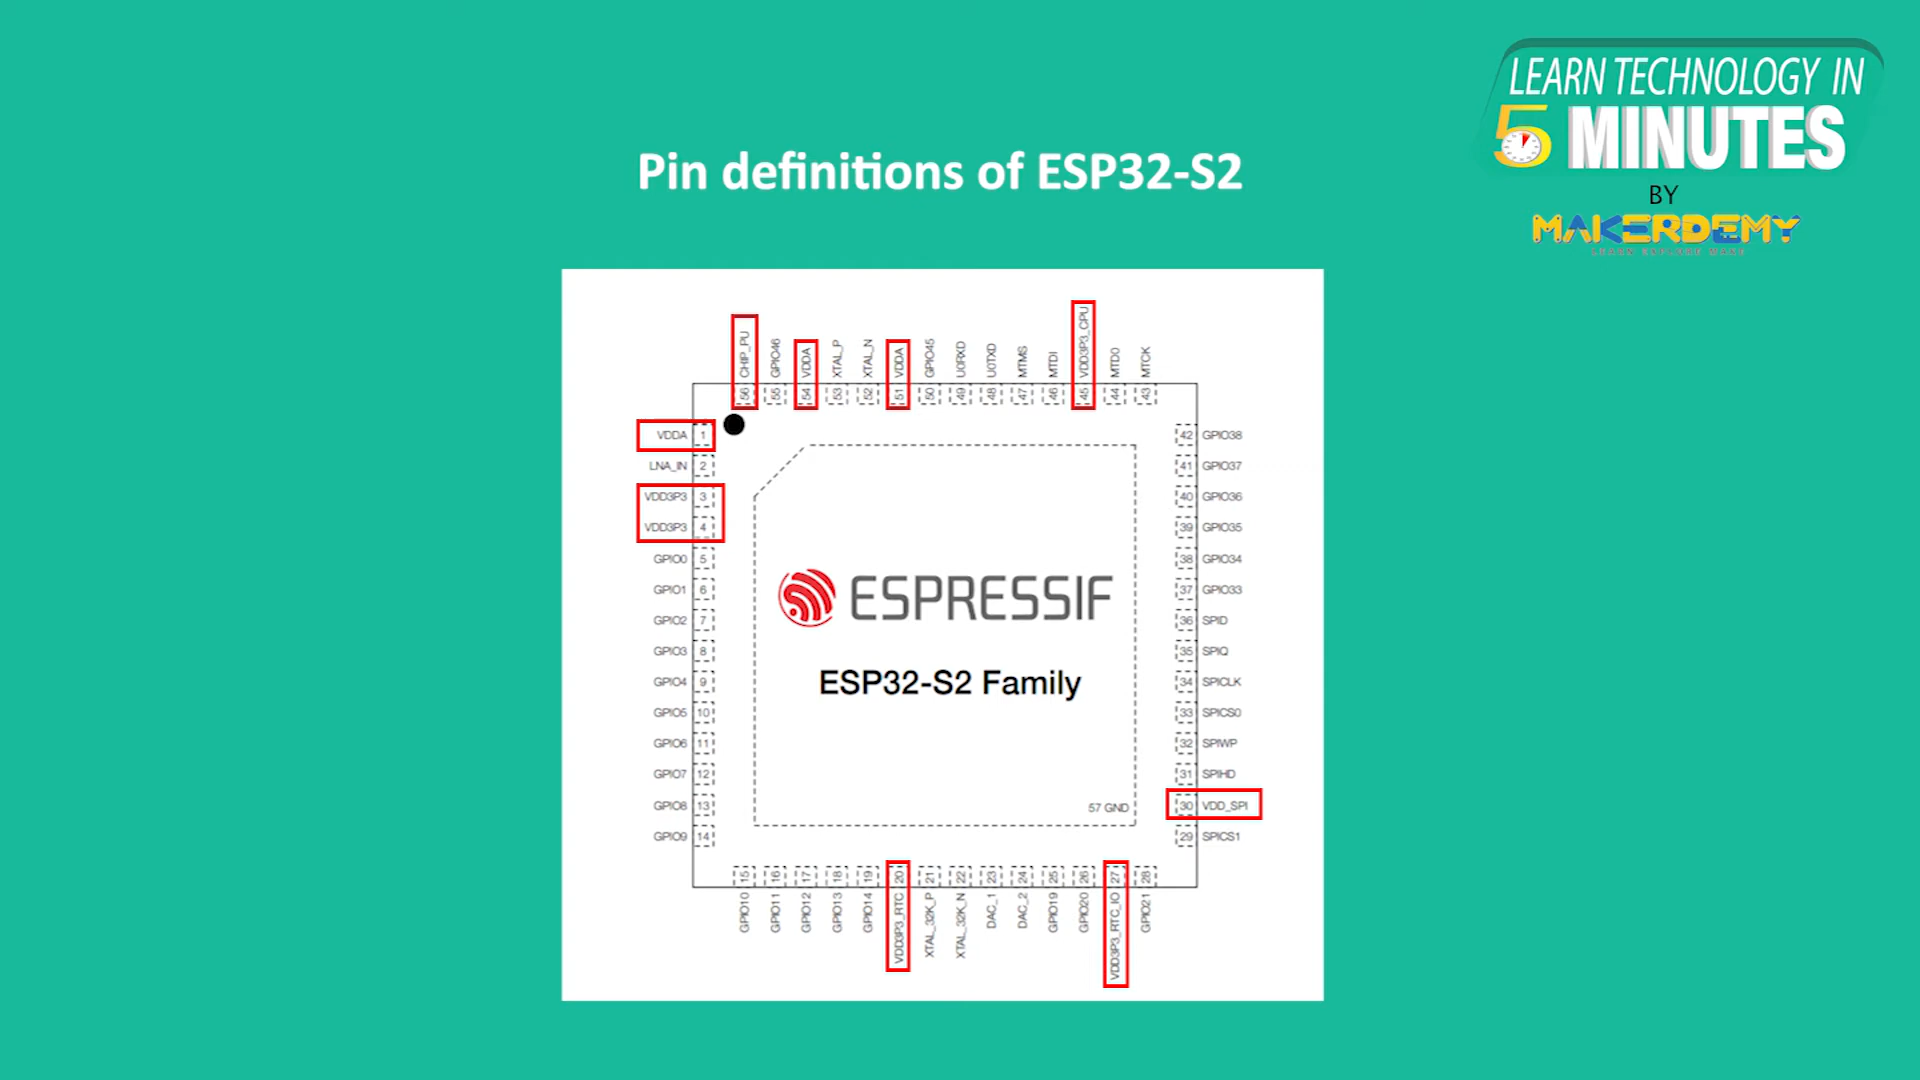 LEARN TECHNOLOGY IN
5 MINUTES
BY
MAKERDEMY
LEARN EXPLORE MAKE
Pin definitions of ESP32-S2
56 CHIP_PU
55 GPIO46
54 VDDA
53 XTAL_P
52 XTAL_N
51 VDDA
50 GPIO45
49 U0RXD
48 U0TXD
47 MTMS
46 MTDI
45 VDD3P3_CPU
44 MTDO
43 MTCK
VDDA 1
LNA_IN 2
VDD3P3 3
VDD3P3 4
GPIO0 5
GPIO1 6
GPIO2 7
GPIO3 8
GPIO4 9
GPIO5 10
GPIO6 11
GPIO7 12
GPIO8 13
GPIO9 14
ESPRESSIF
ESP32-S2 Family
57 GND
42 GPIO38
41 GPIO37
40 GPIO36
39 GPIO35
38 GPIO34
37 GPIO33
36 SPID
35 SPIQ
34 SPICLK
33 SPICS0
32 SPIWP
31 SPIHD
30 VDD_SPI
29 SPICS1
GPIO10 15
GPIO11 16
GPIO12 17
GPIO13 18
GPIO14 19
VDD3P3_RTC 20
XTAL_32K_P 21
XTAL_32K_N 22
DAC_1 23
DAC_2 24
GPIO19 25
GPIO20 26
VDD3P3_RTC_IO 27
GPIO21 28